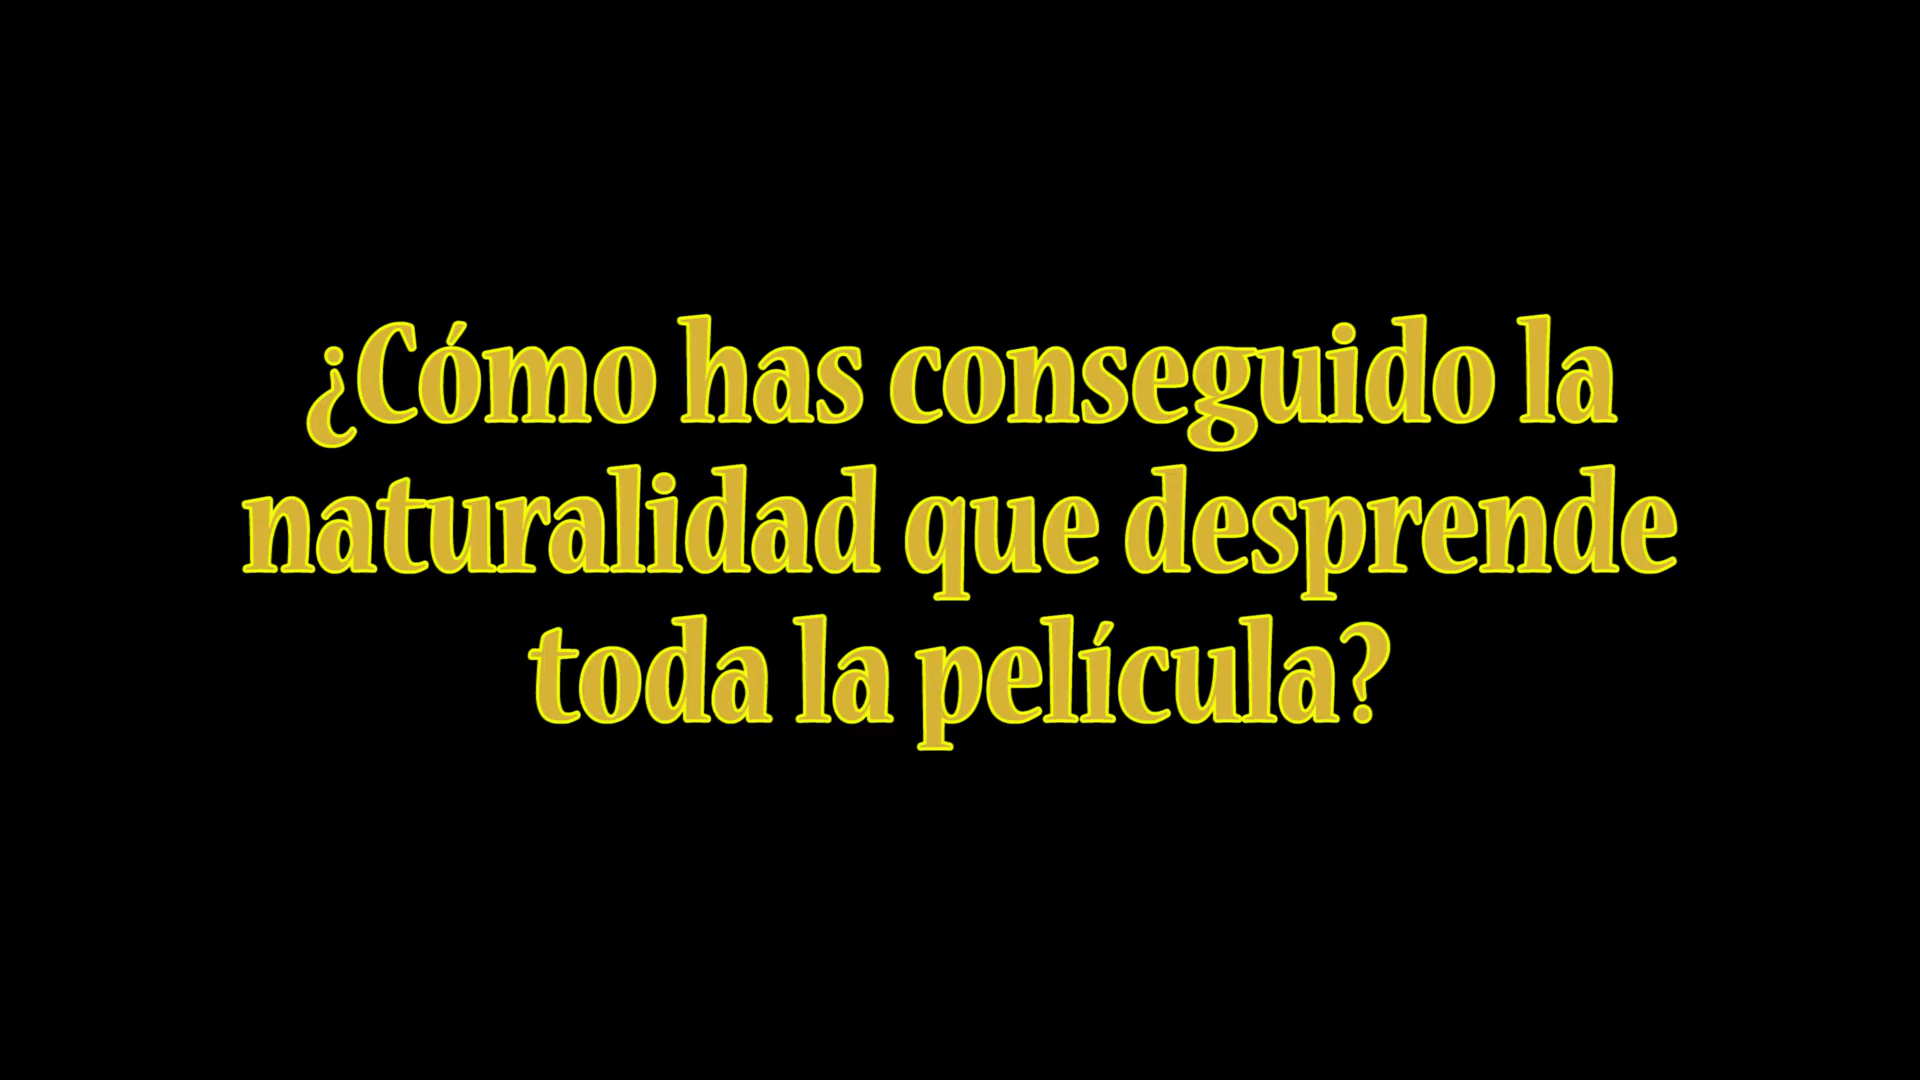 ¿Cómo has conseguido la
naturalidad que desprende
toda la película?